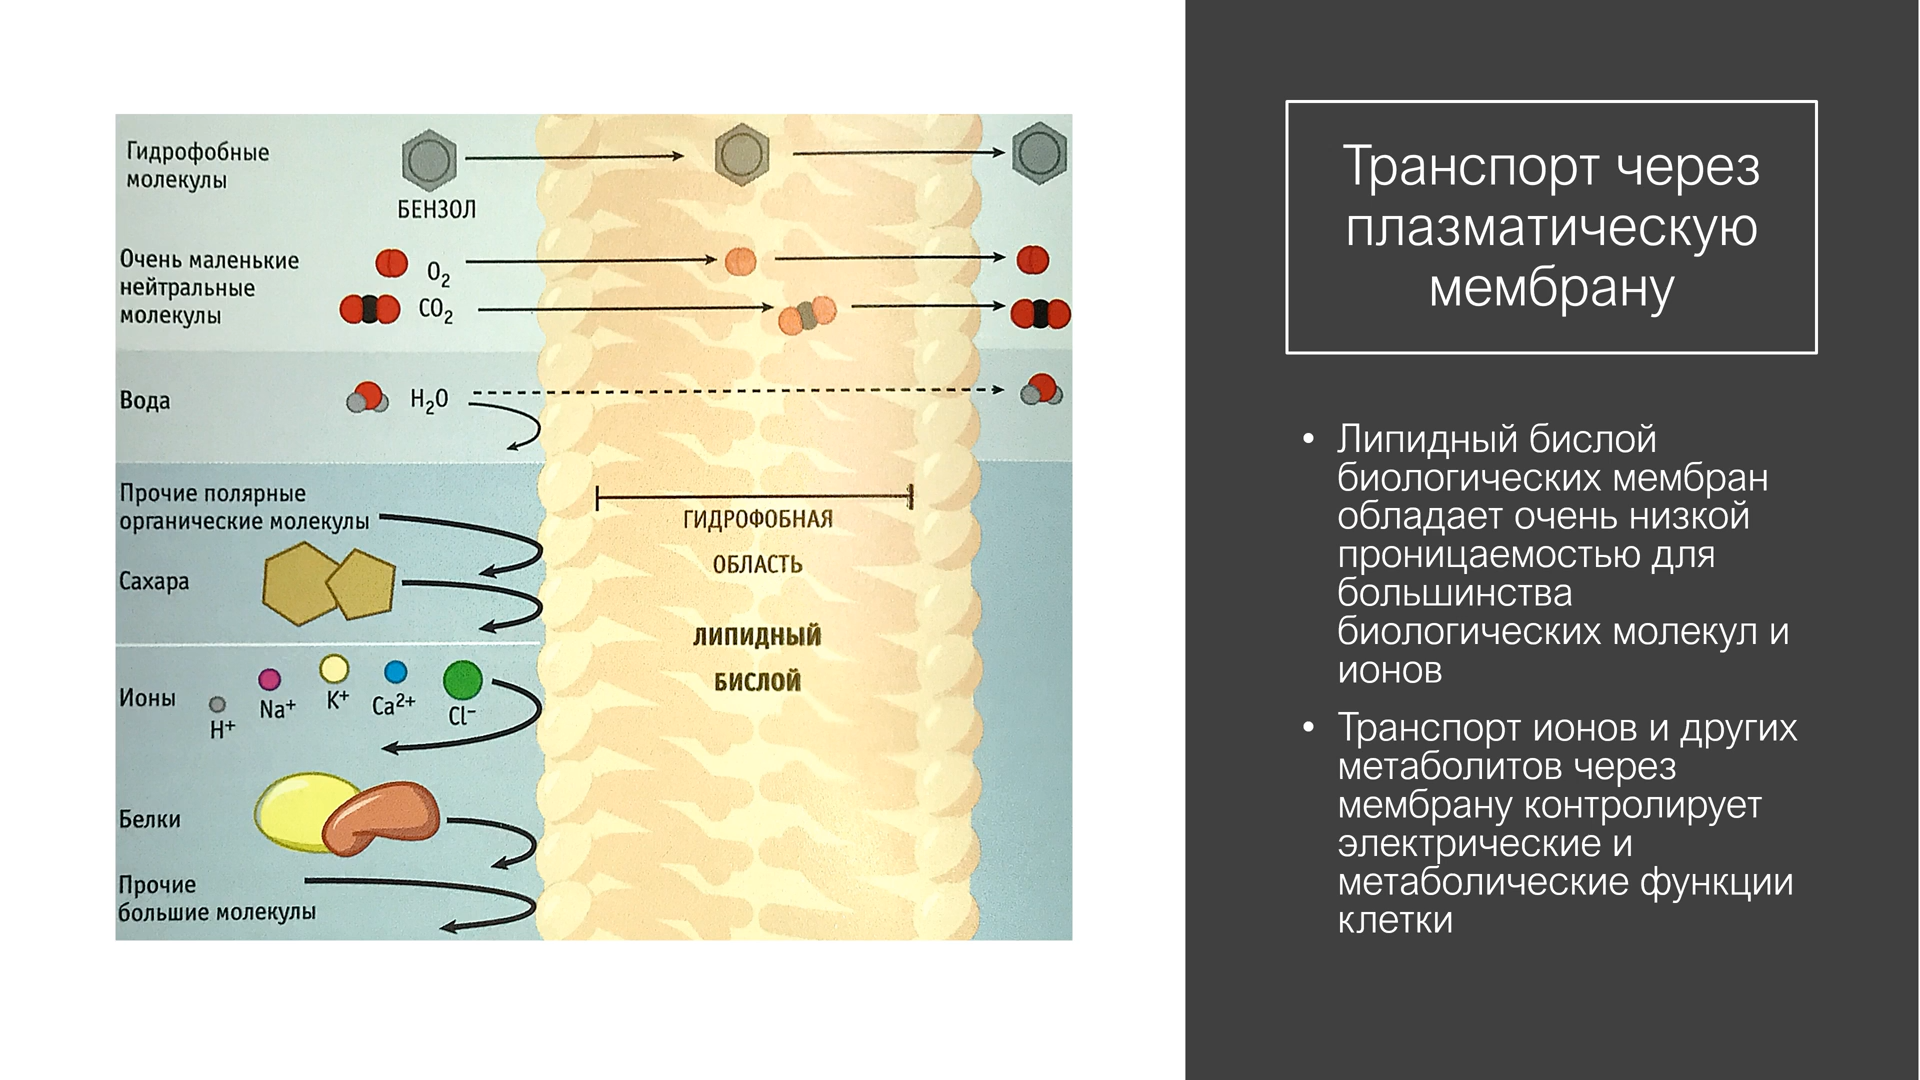 Гидрофобные
молекулы
БЕНЗОЛ
Очень маленькие
нейтральные
молекулы
O₂
CO₂
Вода
H₂O
Прочие полярные
органические молекулы
Сахара
Ионы
H⁺
Na⁺
K⁺
Ca²⁺
Cl⁻
Белки
Прочие
большие молекулы
ГИДРОФОБНАЯ
ОБЛАСТЬ
ЛИПИДНЫЙ
БИСЛОЙ
Транспорт через
плазматическую
мембрану
• Липидный бислой
биологических мембран
обладает очень низкой
проницаемостью для
большинства
биологических молекул и
ионов
• Транспорт ионов и других
метаболитов через
мембрану контролирует
электрические и
метаболические функции
клетки